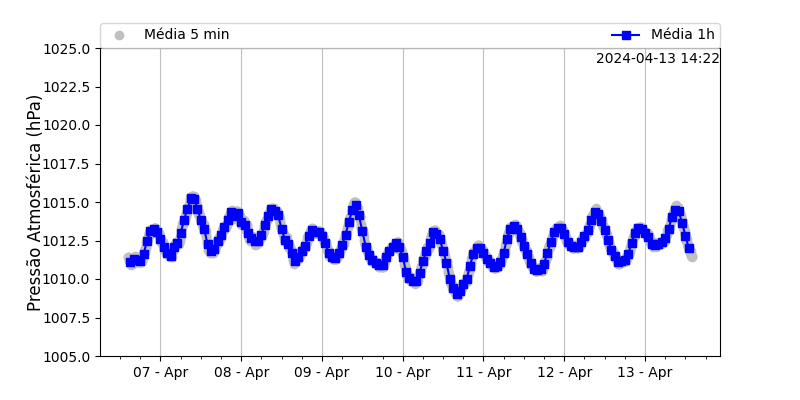 Média 5 min
Média 1h
2024-04-13 14:22
Pressão Atmosférica (hPa)
1025.0
1022.5
1020.0
1017.5
1015.0
1012.5
1010.0
1007.5
1005.0
07 - Apr
08 - Apr
09 - Apr
10 - Apr
11 - Apr
12 - Apr
13 - Apr